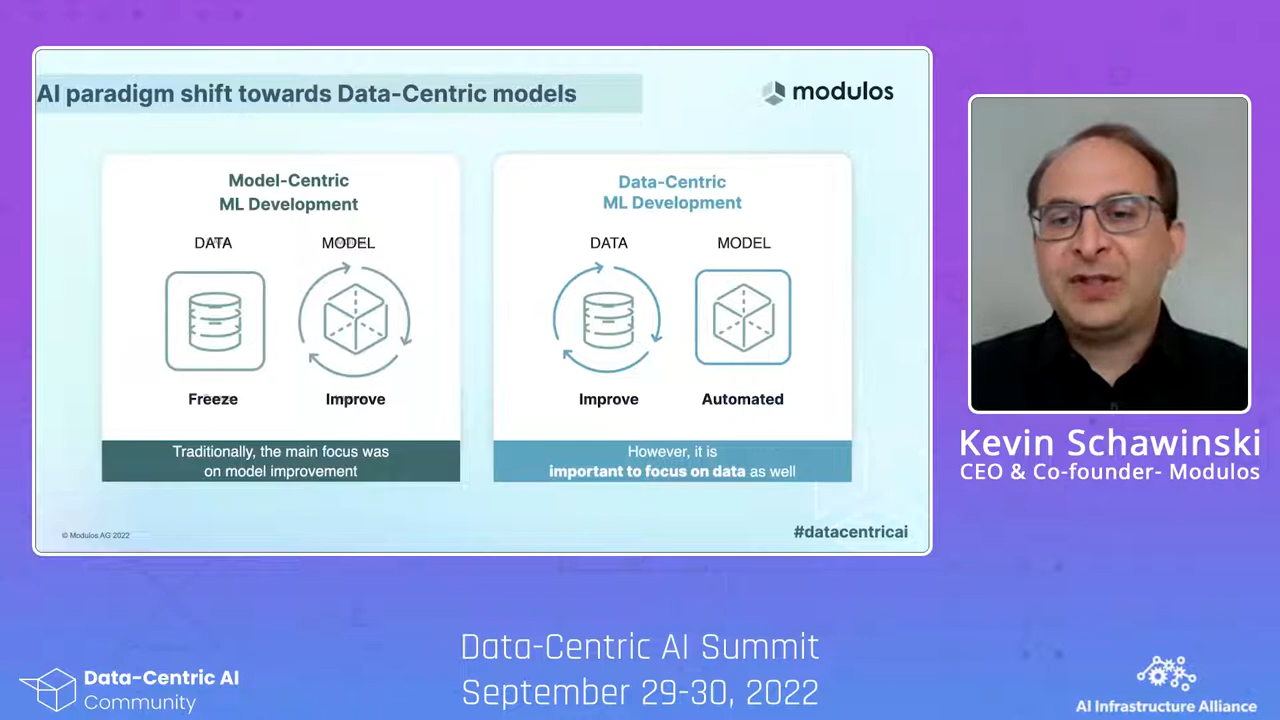 AI paradigm shift towards Data-Centric models
modulos
Model-Centric
ML Development
DATA
MODEL
Freeze
Improve
Traditionally, the main focus was
on model improvement
Data-Centric
ML Development
DATA
MODEL
Improve
Automated
However, it is
important to focus on data as well
© Modulos AG 2022
#datacentricai
Kevin Schawinski
CEO & Co-founder- Modulos
Data-Centric AI Summit
September 29-30, 2022
Data-Centric AI
Community
AI Infrastructure Alliance